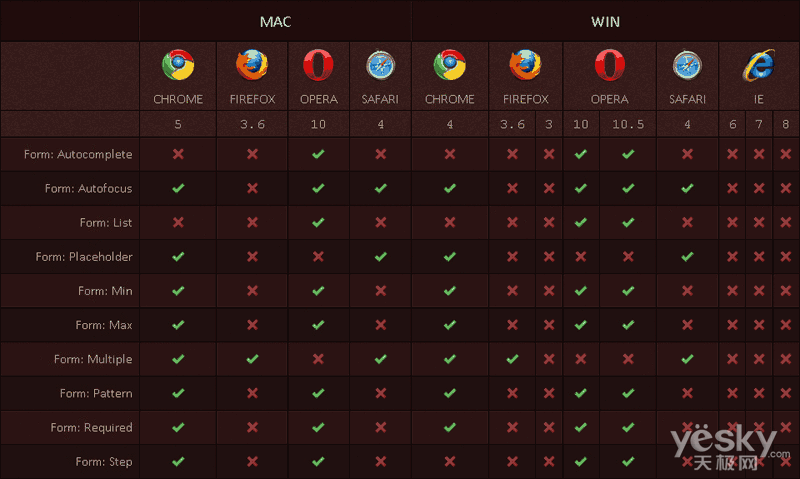 MAC WIN
CHROME FIREFOX OPERA SAFARI CHROME FIREFOX OPERA SAFARI IE
5 3.6 10 4 4 3.6 3 10 10.5 4 6 7 8
Form: Autocomplete
Form: Autofocus
Form: List
Form: Placeholder
Form: Min
Form: Max
Form: Multiple
Form: Pattern
Form: Required
Form: Step
yësky.com
天极网